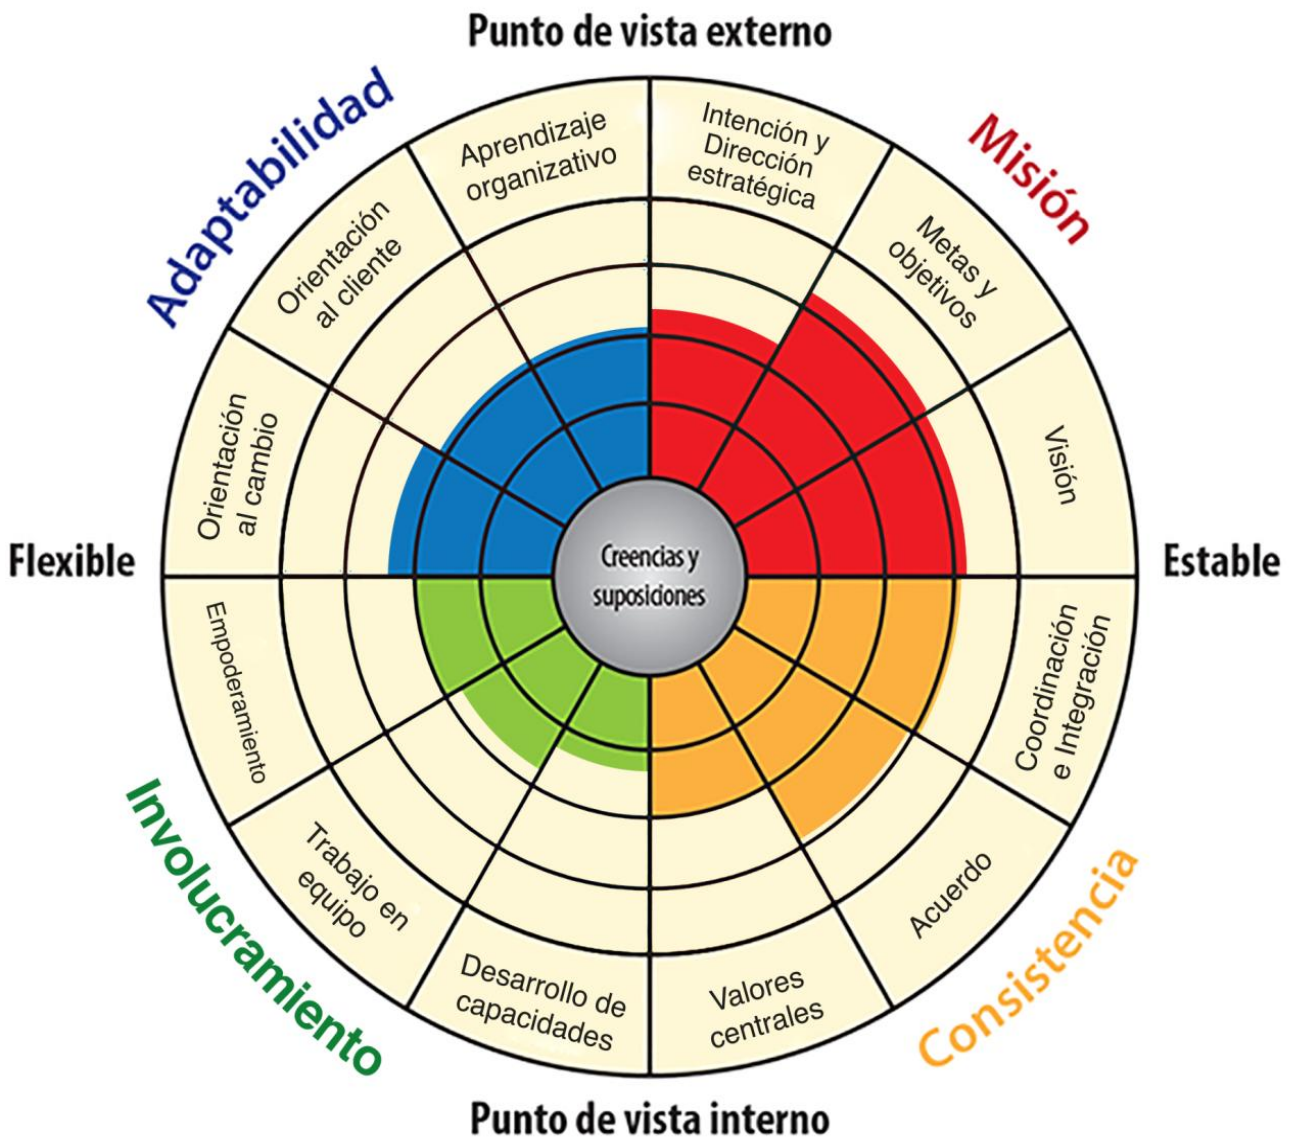 Punto de vista externo
Adaptabilidad
Misión
Aprendizaje
organizativo
Intención y
Dirección
estratégica
Orientación
al cliente
Metas y
objetivos
Orientación
al cambio
Visión
Flexible
Creencias y
suposiciones
Estable
Empoderamiento
Coordinación
e Integración
Trabajo en
equipo
Acuerdo
Desarrollo de
capacidades
Valores
centrales
Involucramiento
Consistencia
Punto de vista interno